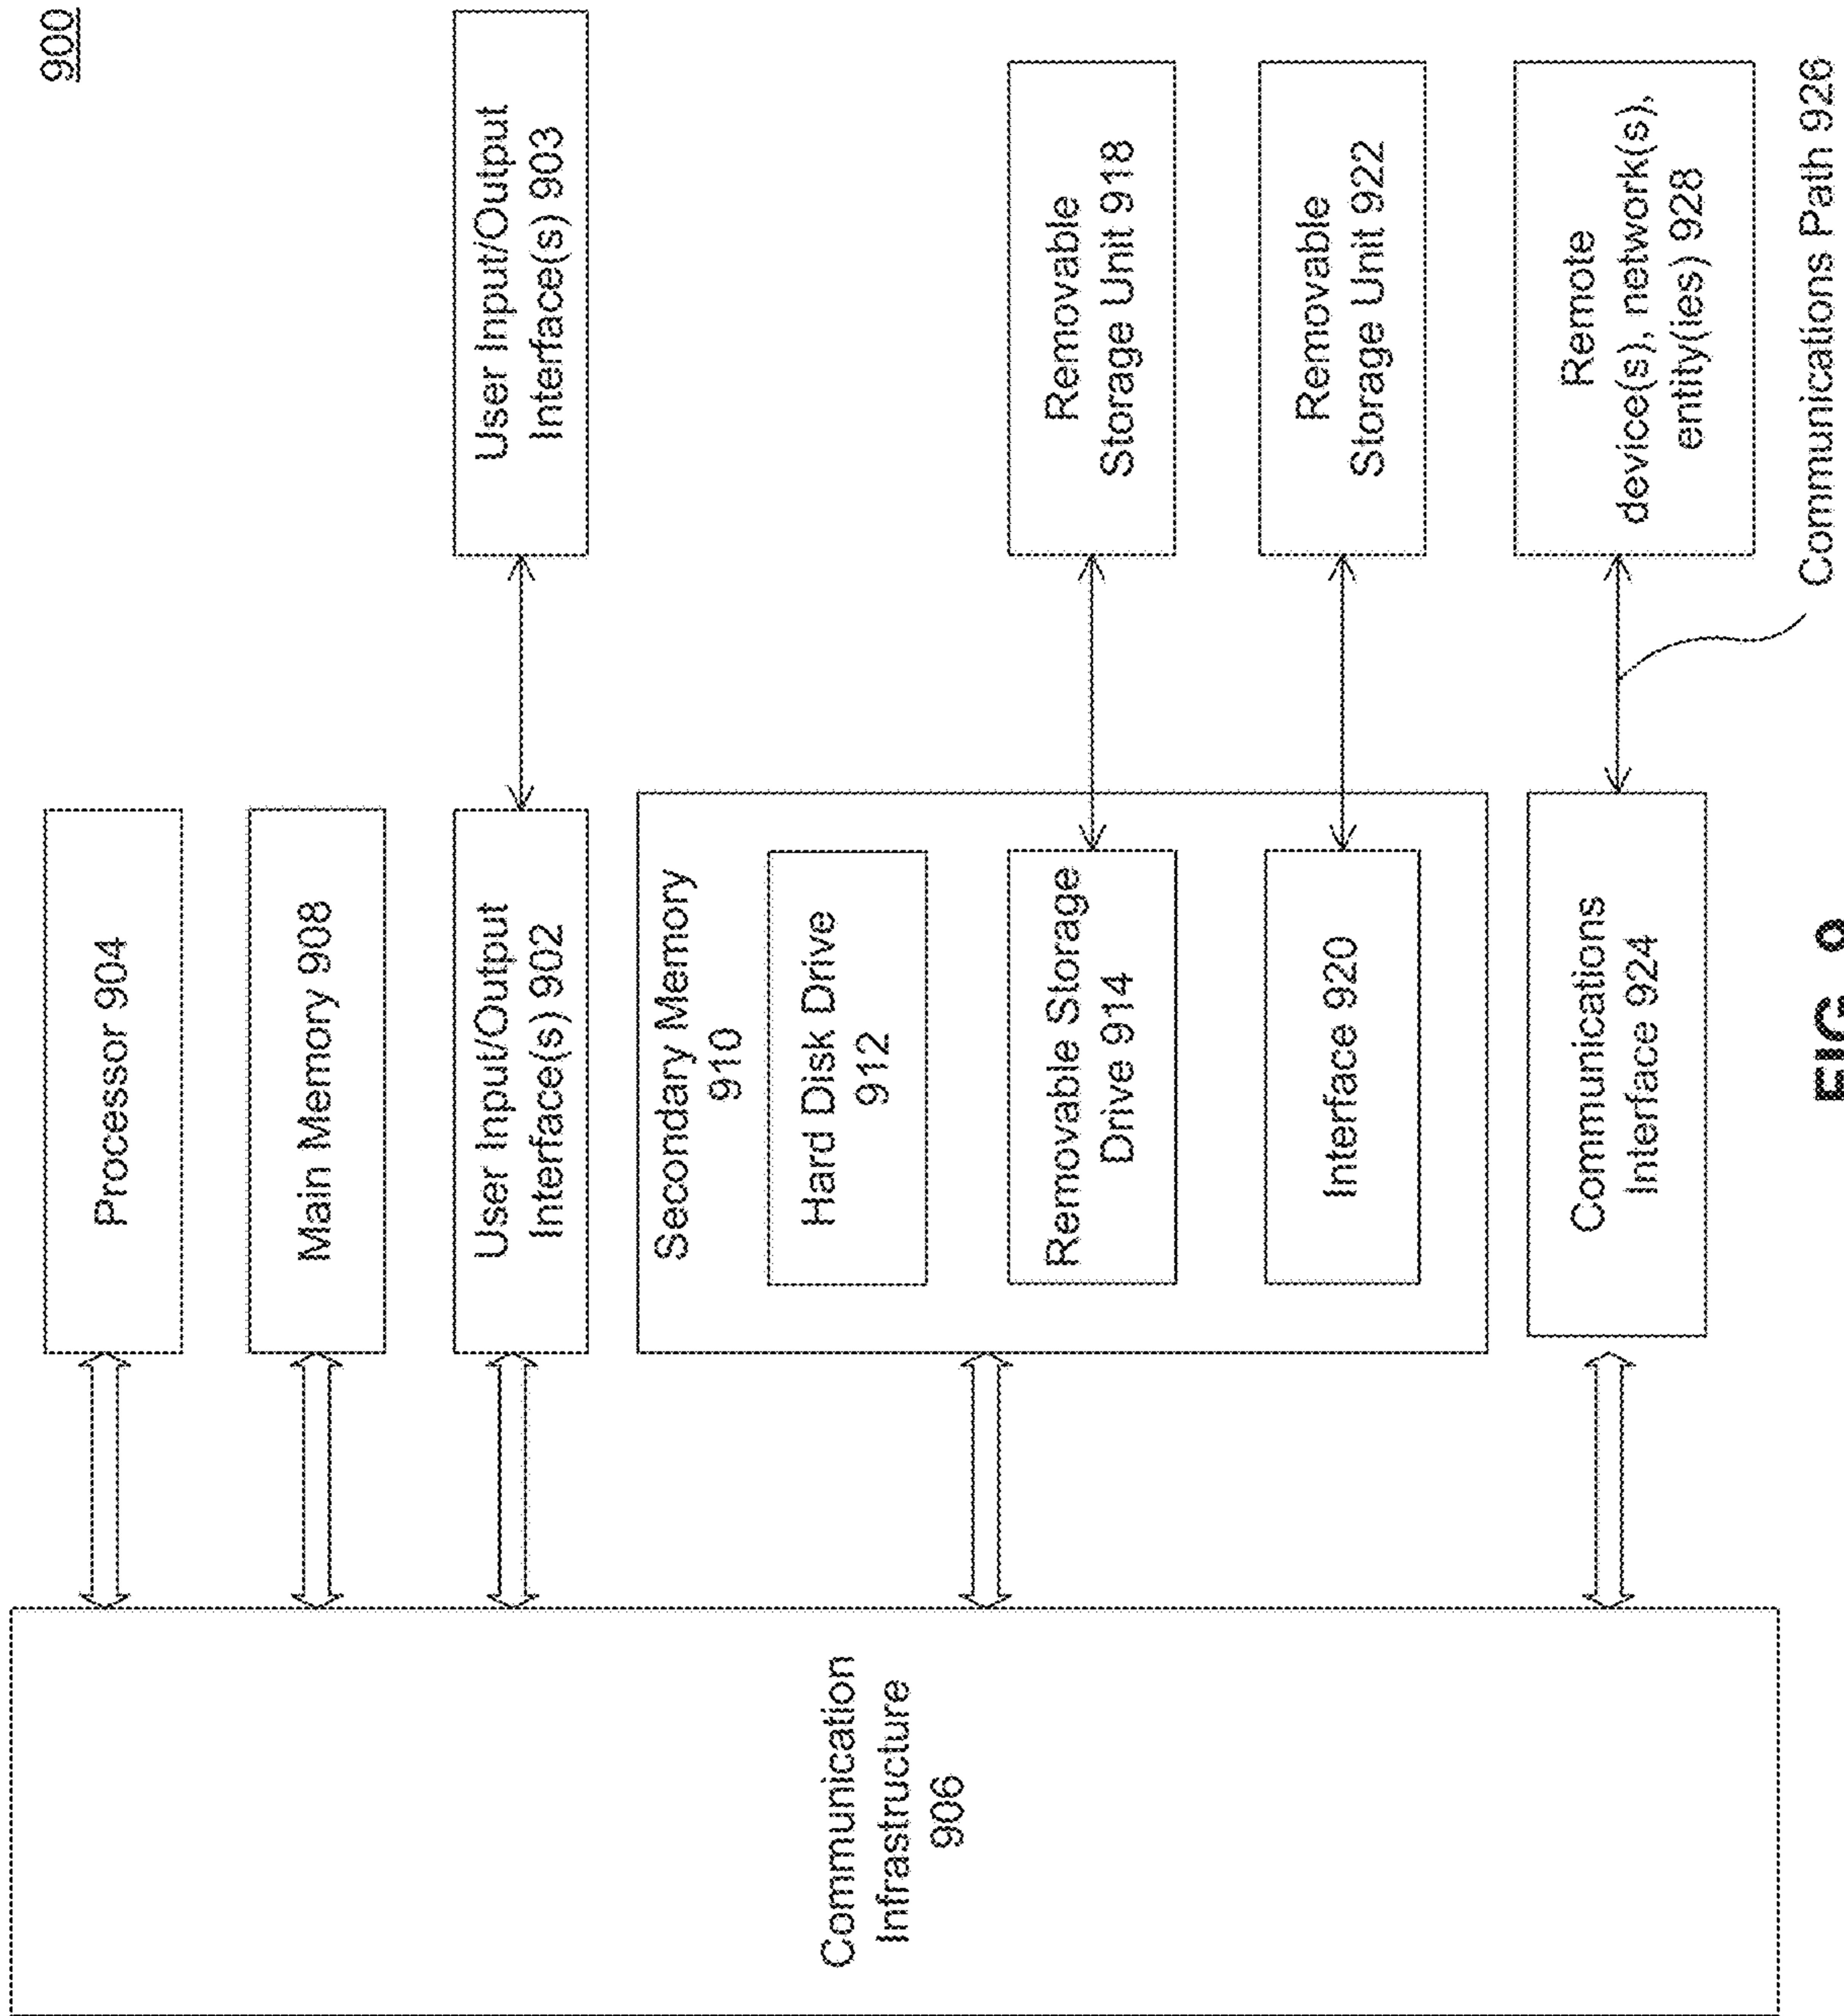 900
Processor 904
Main Memory 908
User Input/Output
Interface(s) 902
User Input/Output
Interface(s) 903
Communication
Infrastructure
906
Secondary Memory
910
Hard Disk Drive
912
Removable Storage
Drive 914
Removable
Storage Unit 918
Interface 920
Removable
Storage Unit 922
Communications
Interface 924
Remote
device(s), network(s),
entity(ies) 928
Communications Path 926